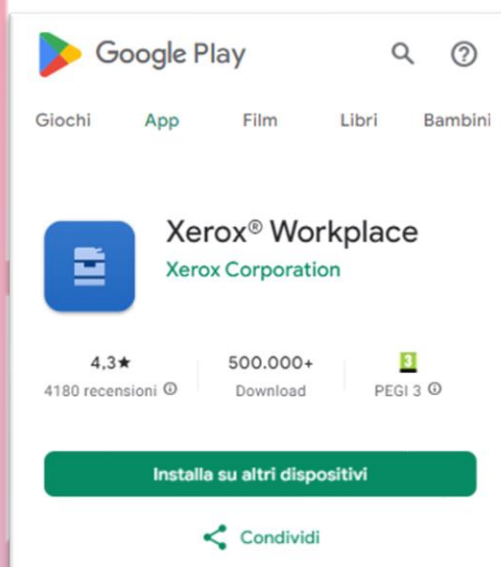 Google Play
Giochi App Film Libri Bambini
Xerox® Workplace
Xerox Corporation
4,3★ 500.000+ 3
4180 recensioni Download PEGI 3
Installa su altri dispositivi
Condividi